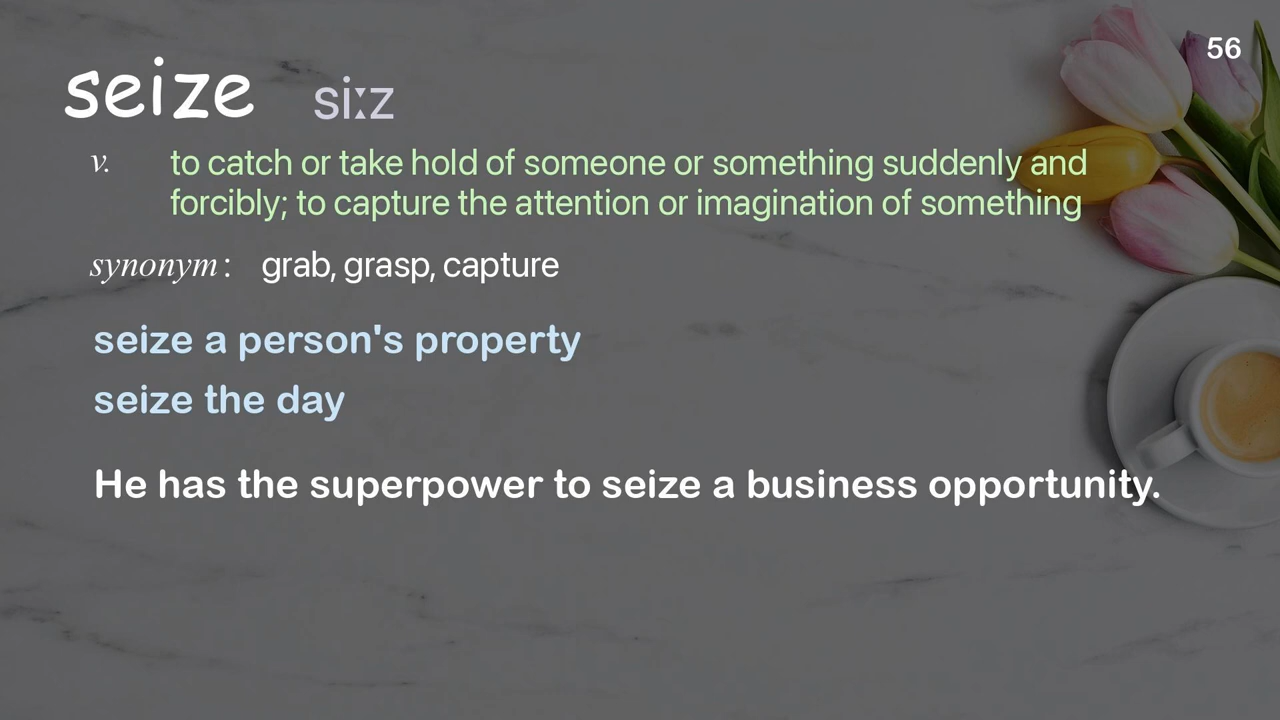 56
seize siːz
v. to catch or take hold of someone or something suddenly and
forcibly; to capture the attention or imagination of something
synonym : grab, grasp, capture
seize a person's property
seize the day
He has the superpower to seize a business opportunity.